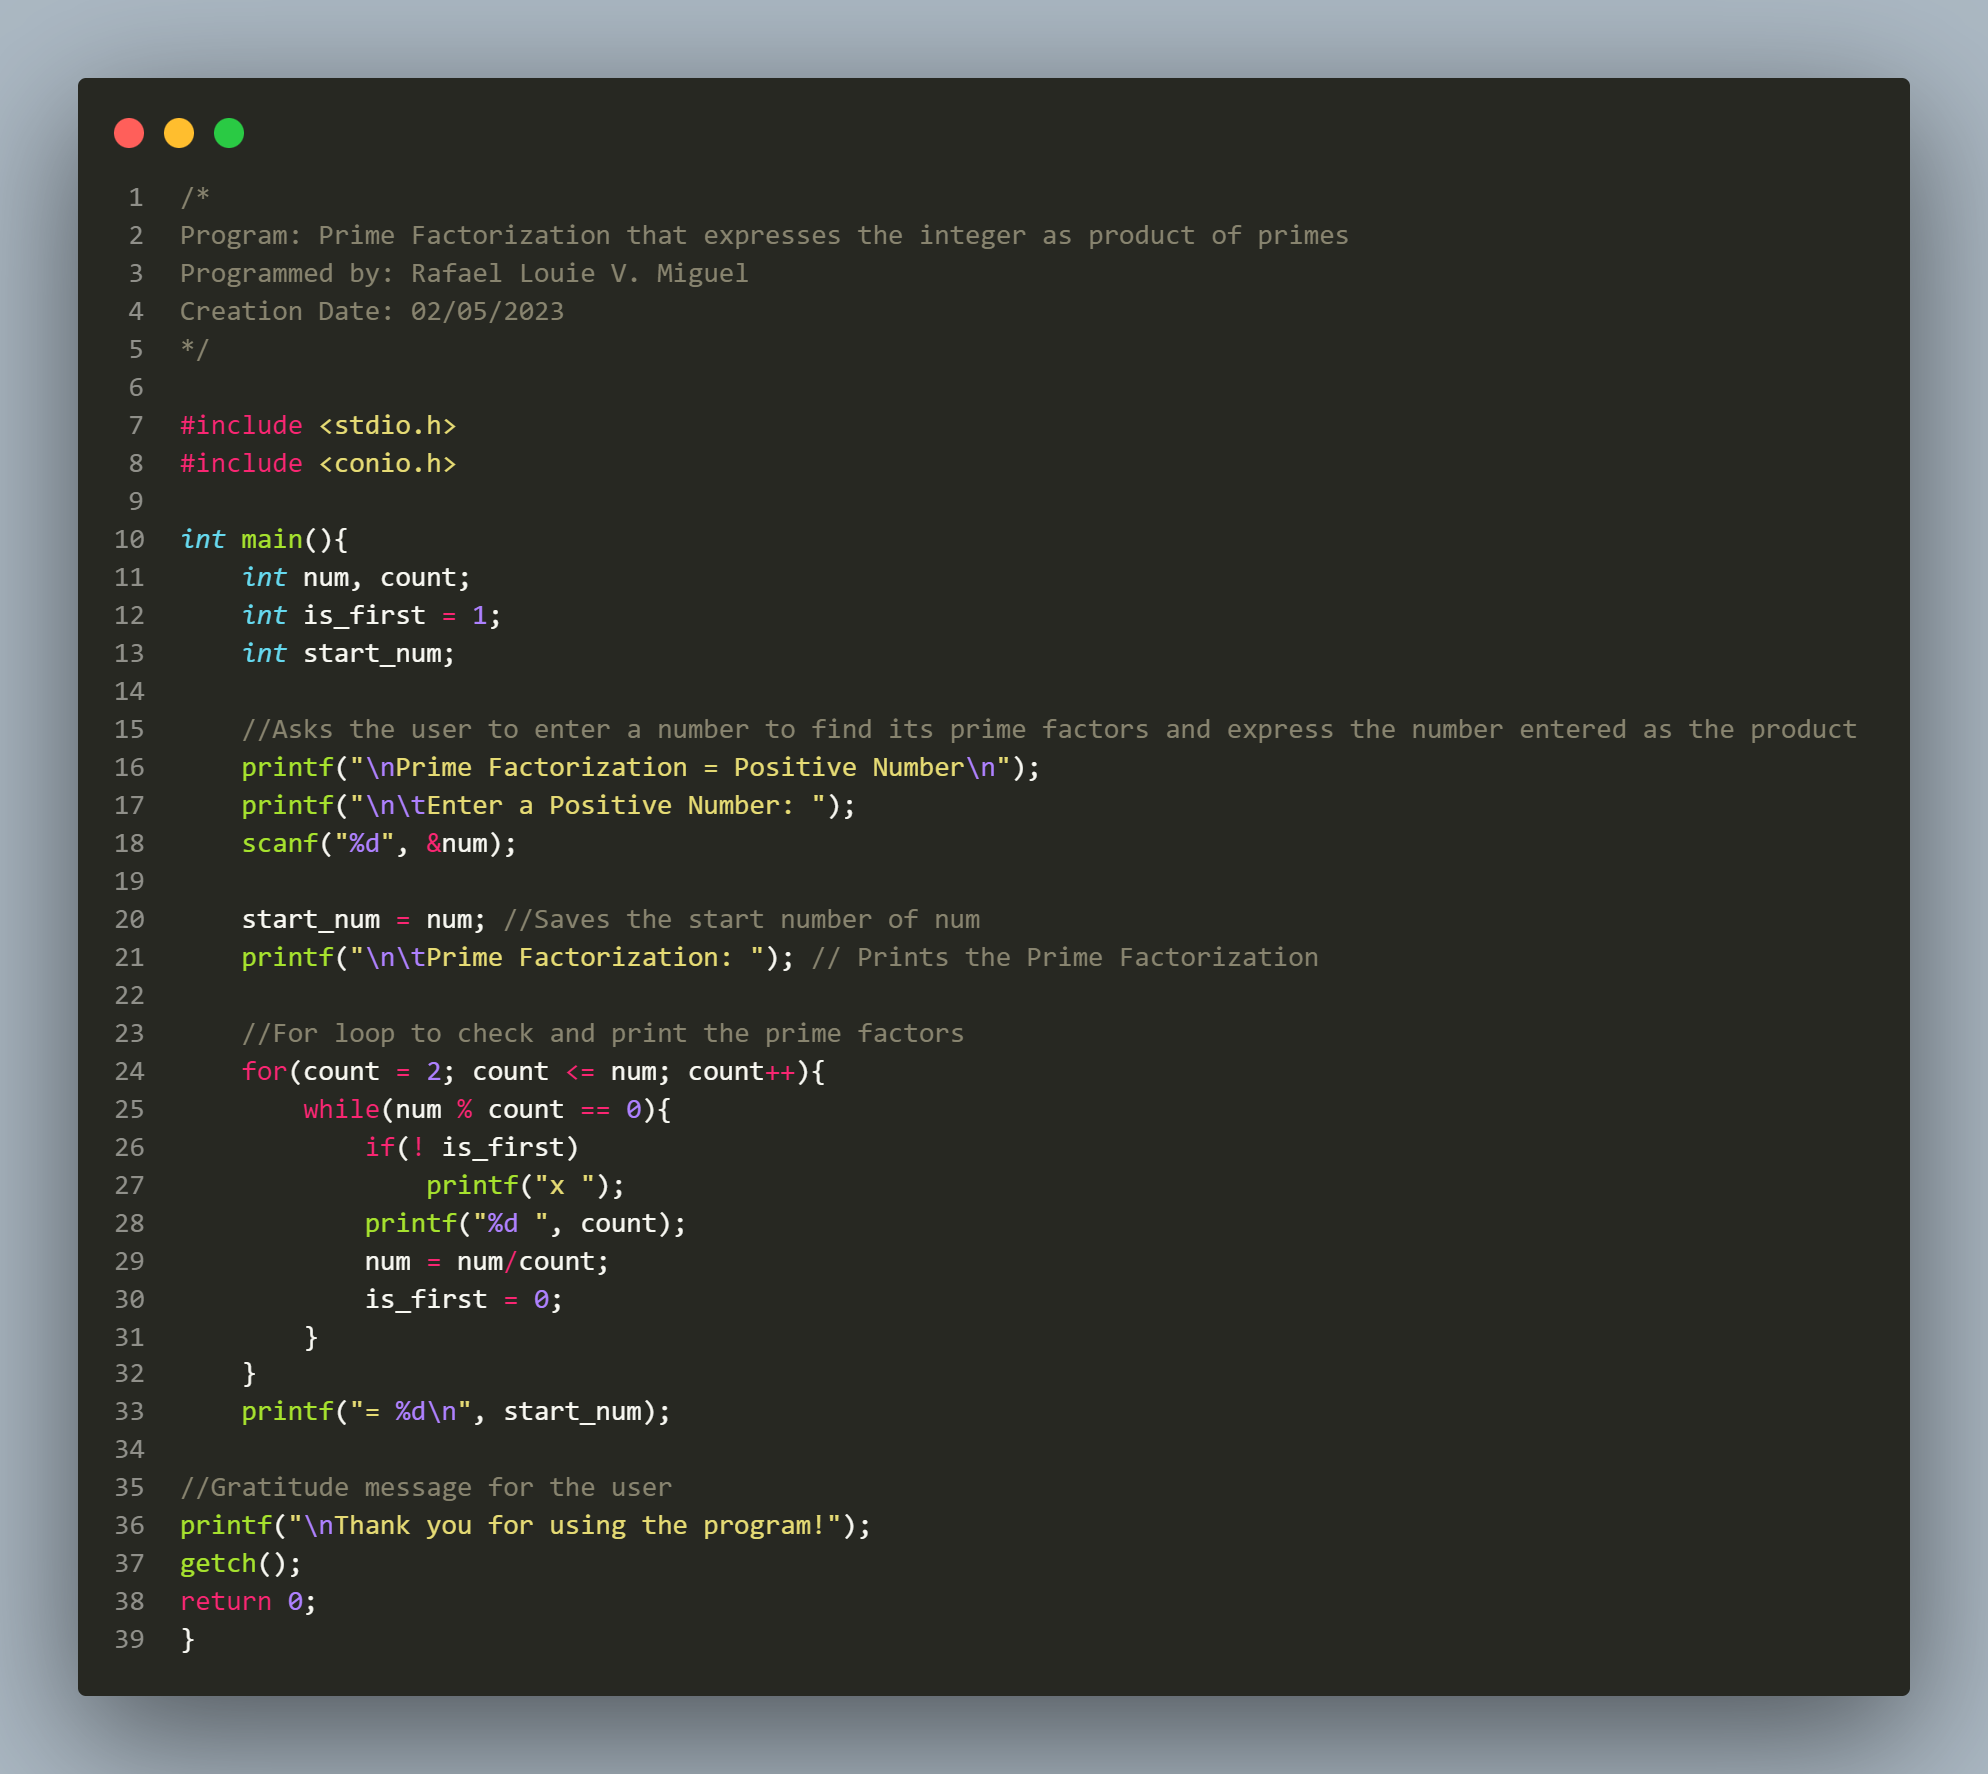 1 /*
2 Program: Prime Factorization that expresses the integer as product of primes
3 Programmed by: Rafael Louie V. Miguel
4 Creation Date: 02/05/2023
5 */
6
7 #include <stdio.h>
8 #include <conio.h>
9
10 int main(){
11     int num, count;
12     int is_first = 1;
13     int start_num;
14
15     //Asks the user to enter a number to find its prime factors and express the number entered as the product
16     printf("\nPrime Factorization = Positive Number\n");
17     printf("\n\tEnter a Positive Number: ");
18     scanf("%d", &num);
19
20     start_num = num; //Saves the start number of num
21     printf("\n\tPrime Factorization: "); // Prints the Prime Factorization
22
23     //For loop to check and print the prime factors
24     for(count = 2; count <= num; count++){
25         while(num % count == 0){
26             if(! is_first)
27                 printf("x ");
28             printf("%d ", count);
29             num = num/count;
30             is_first = 0;
31         }
32     }
33     printf("= %d\n", start_num);
34
35 //Gratitude message for the user
36 printf("\nThank you for using the program!");
37 getch();
38 return 0;
39 }